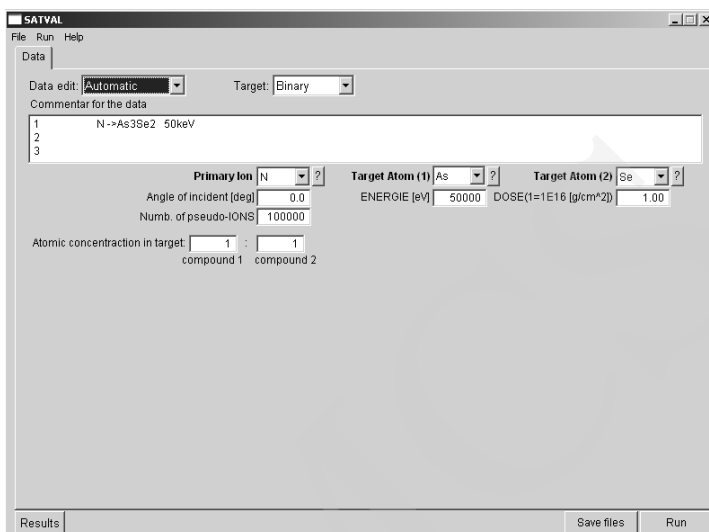 SATVAL
File Run Help
Data
Data edit: Automatic Target: Binary
Commentar for the data
1 N->As3Se2 50keV
2
3
Primary Ion N ? Target Atom (1) As ? Target Atom (2) Se ?
Angle of incident [deg] 0.0 ENERGIE [eV] 50000 DOSE(1=1E16 [g/cm^2]) 1.00
Numb. of pseudo-IONS 100000
Atomic concentraction in target: 1 : 1
compound 1 compound 2
Results Save files Run